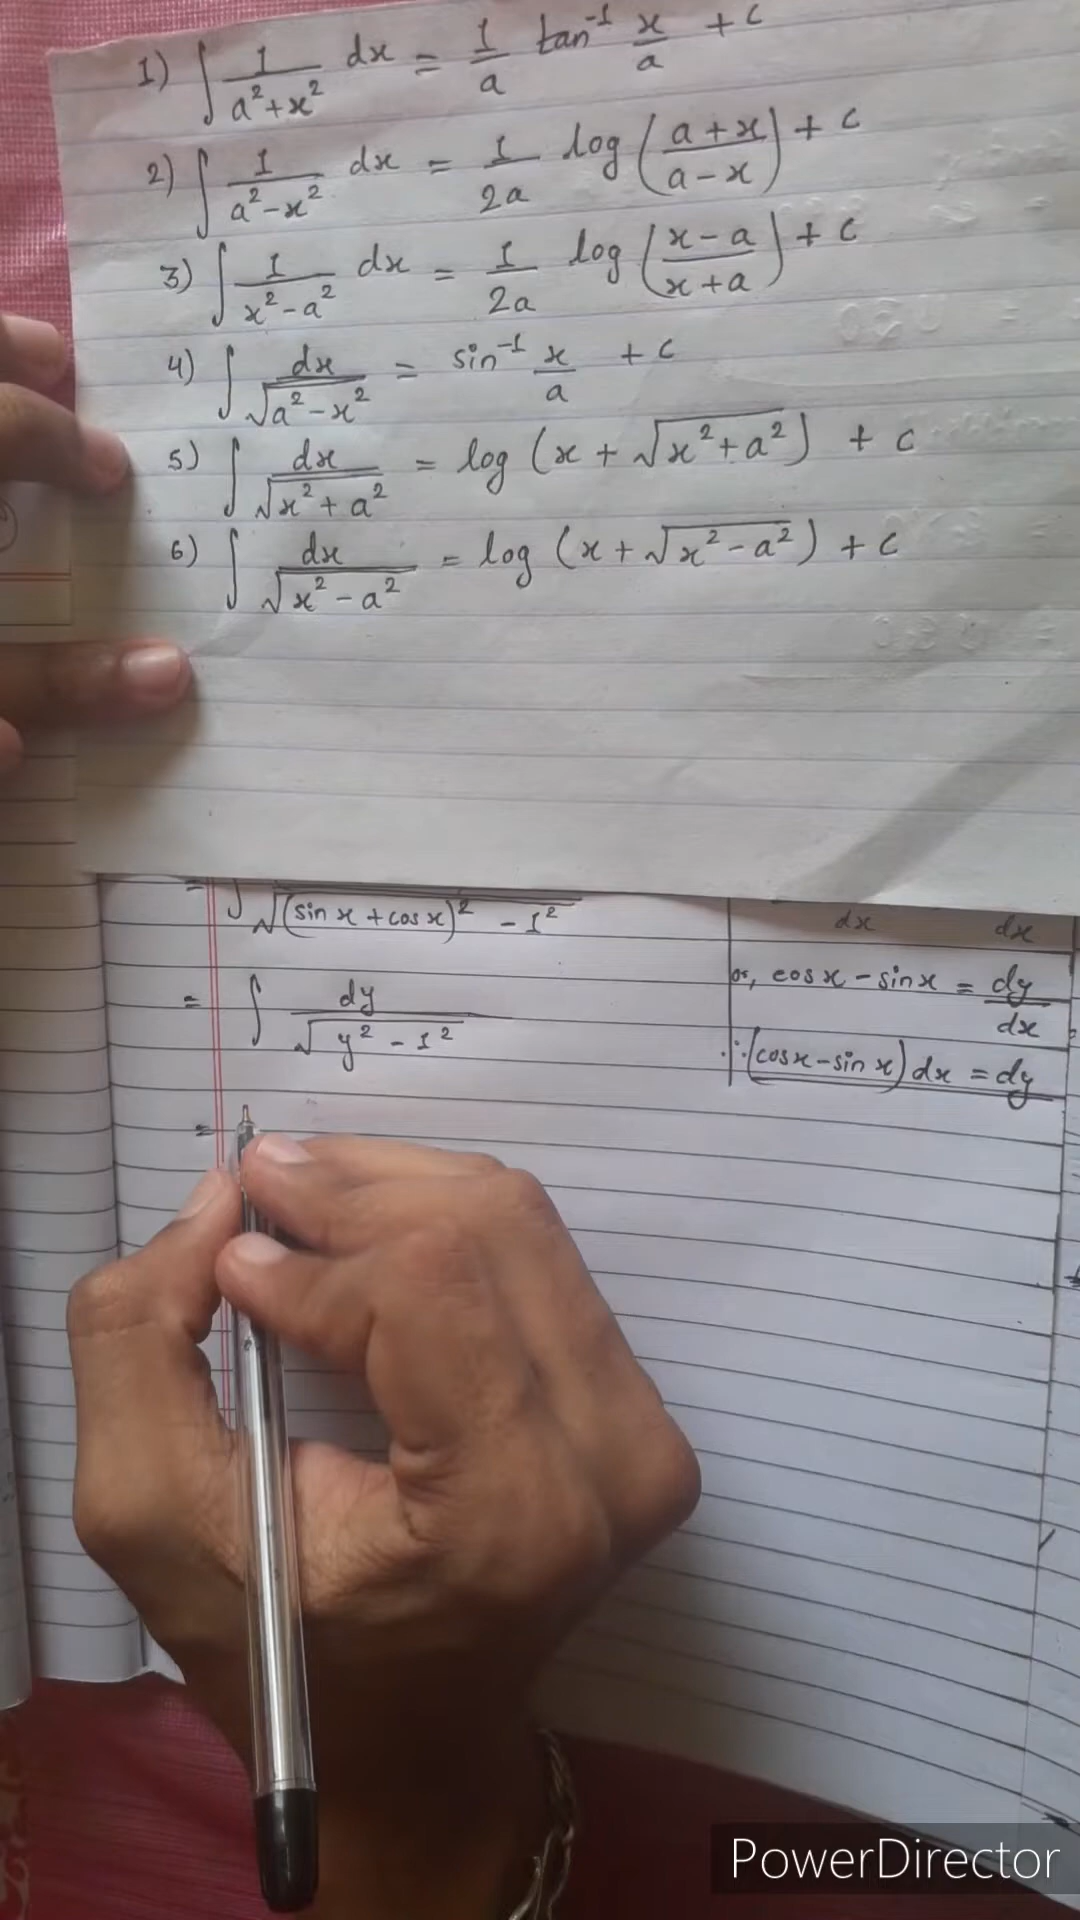 1) ∫ 1/(a²+x²) dx = 1/a tan⁻¹ x/a + c
2) ∫ 1/(a²-x²) dx = 1/2a log ((a+x)/(a-x)) + c
3) ∫ 1/(x²-a²) dx = 1/2a log ((x-a)/(x+a)) + c
4) ∫ dx/√(a²-x²) = sin⁻¹ x/a + c
5) ∫ dx/√(x²+a²) = log (x + √(x²+a²)) + c
6) ∫ dx/√(x²-a²) = log (x+√(x²-a²)) + c
= ∫ √((sin x + cos x)² - 1²)
dx dx
= ∫ dy/√(y² - 1²)
or, cos x - sin x = dy/dx
∴ (cos x - sin x) dx = dy
=
PowerDirector